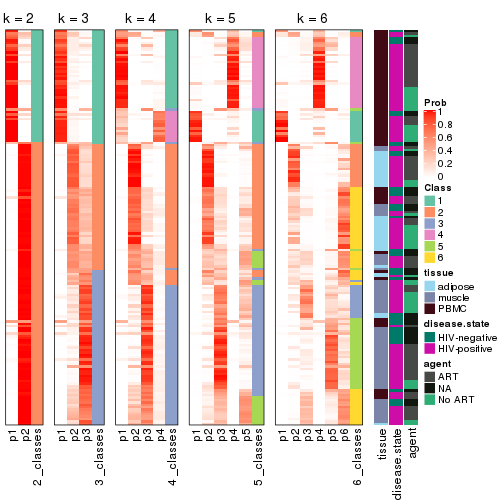 k = 2 k = 3 k = 4 k = 5 k = 6
Prob
1
0.8
0.6
0.4
0.2
0
Class
1
2
3
4
5
6
tissue
adipose
muscle
PBMC
disease.state
HIV-negative
HIV-positive
agent
ART
NA
No ART
p1 p2 2_classes p1 p2 p3 3_classes p1 p2 p3 p4 4_classes p1 p2 p3 p4 p5 5_classes p1 p2 p3 p4 p5 p6 6_classes tissue disease.state agent